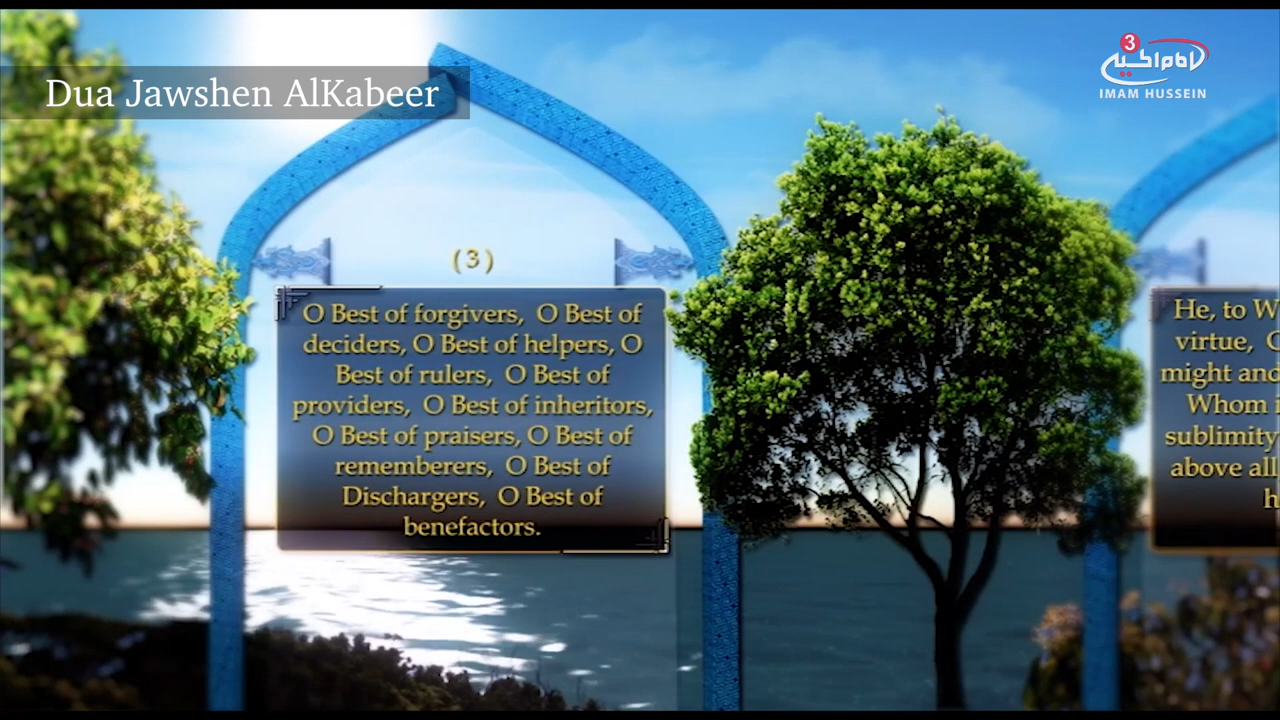 Dua Jawshen AlKabeer
3
IMAM HUSSEIN
(3)
O Best of forgivers, O Best of
deciders, O Best of helpers, O
Best of rulers, O Best of
providers, O Best of inheritors,
O Best of praisers, O Best of
rememberers, O Best of
Dischargers, O Best of
benefactors.
He, to W
virtue,
might and
Whom
sublimity
above all
h